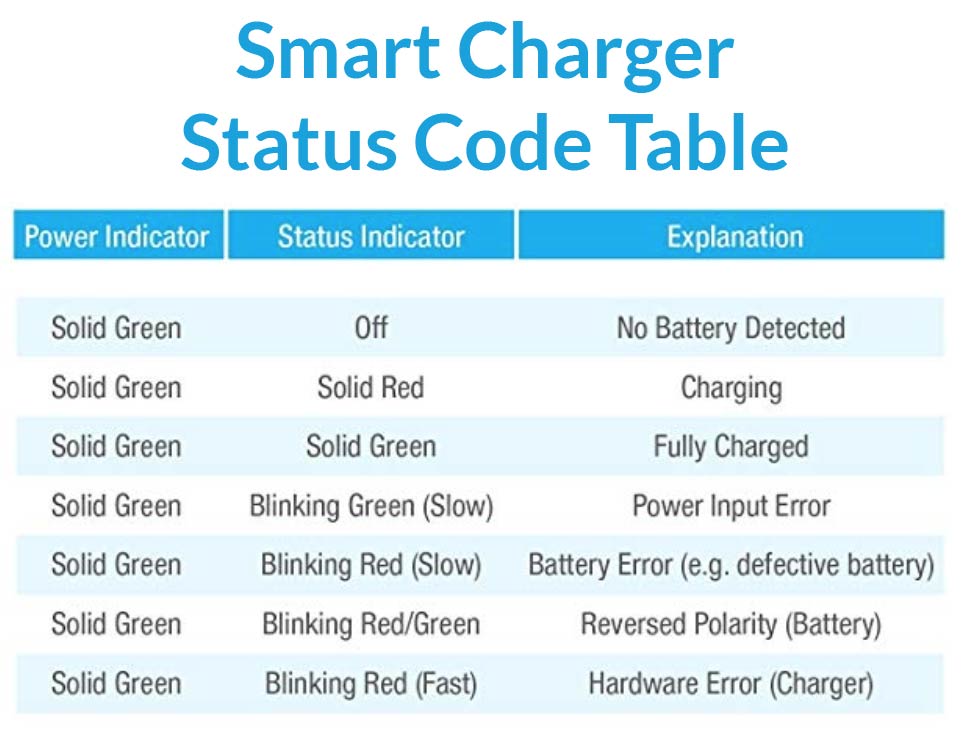 Smart Charger
Status Code Table
Power Indicator Status Indicator Explanation
Solid Green Off No Battery Detected
Solid Green Solid Red Charging
Solid Green Solid Green Fully Charged
Solid Green Blinking Green (Slow) Power Input Error
Solid Green Blinking Red (Slow) Battery Error (e.g. defective battery)
Solid Green Blinking Red/Green Reversed Polarity (Battery)
Solid Green Blinking Red (Fast) Hardware Error (Charger)